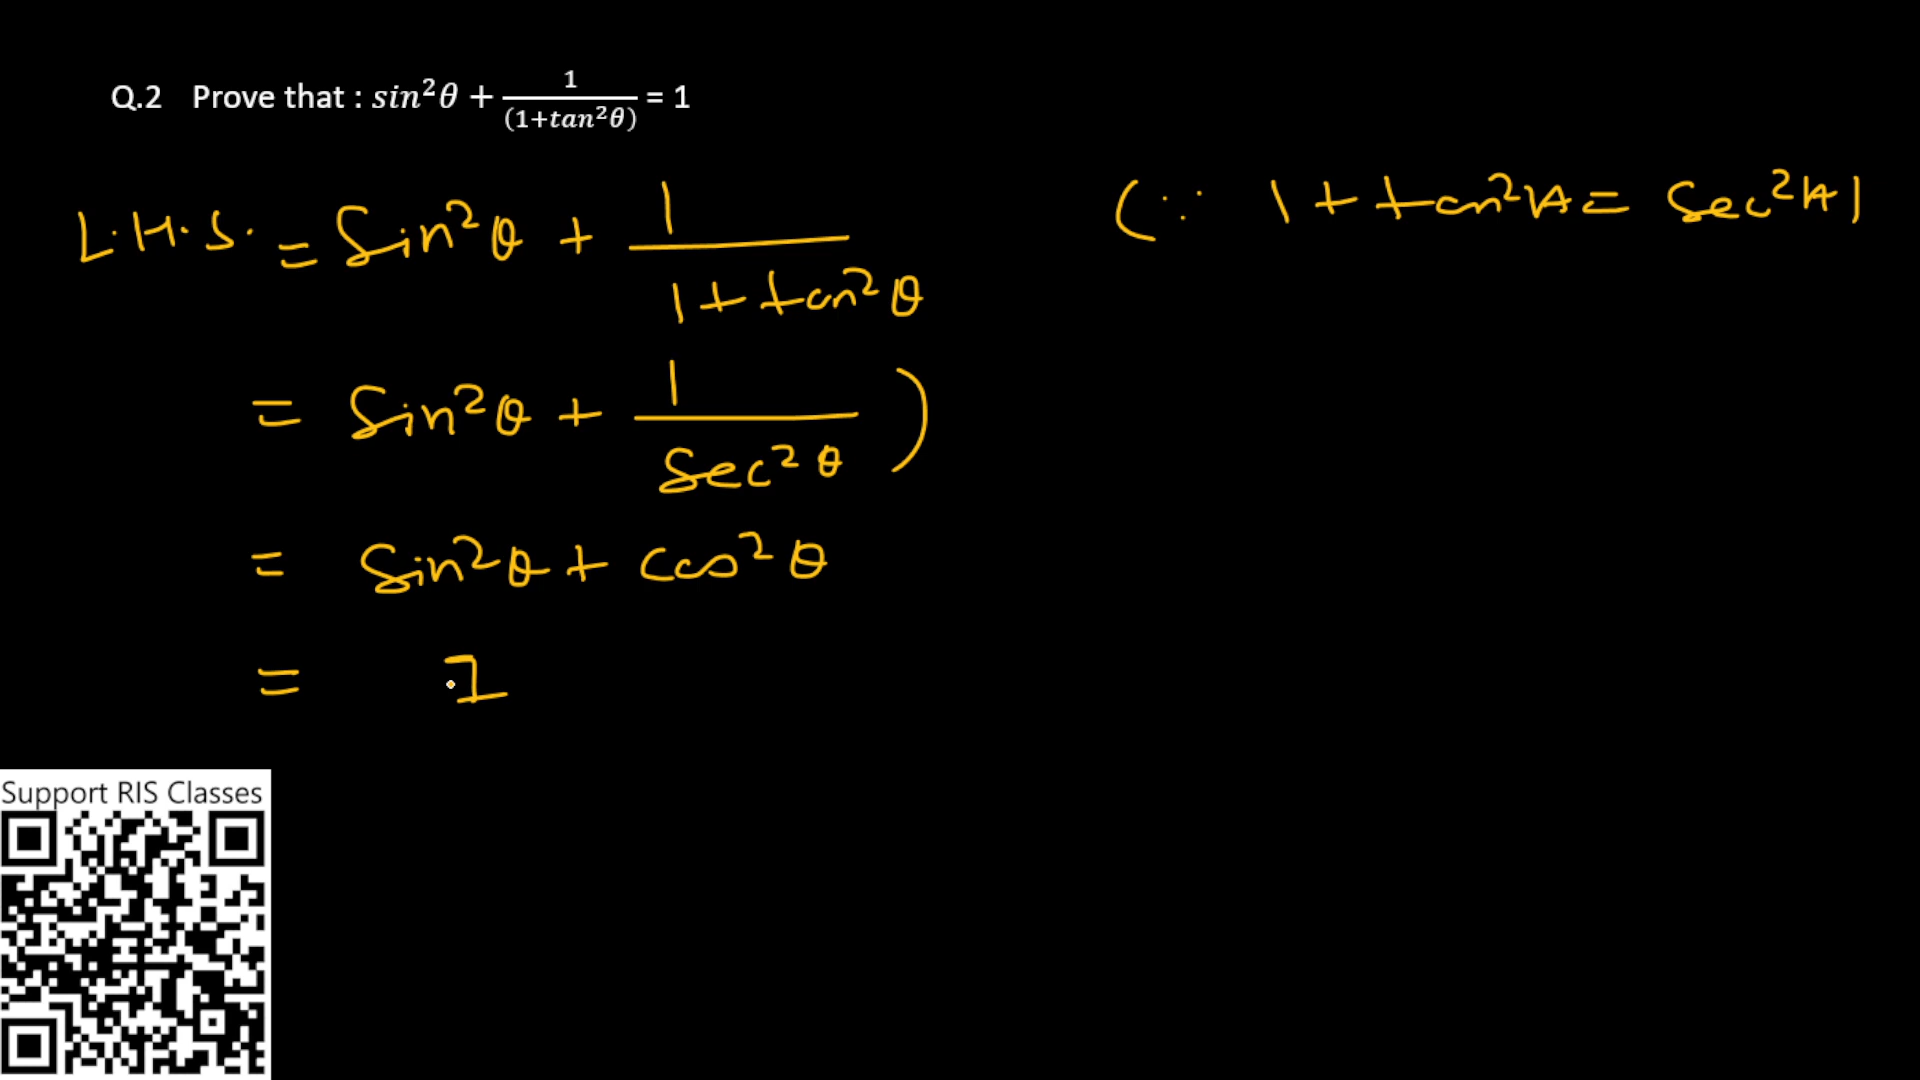 Q.2 Prove that : sin²θ + 1/(1+tan²θ) = 1
L.H.S. = Sin²θ + 1/1+tan²θ (∵ 1+tan²A = Sec²A)
= Sin²θ + 1/Sec²θ )
= Sin²θ + cos²θ
= 1
Support RIS Classes